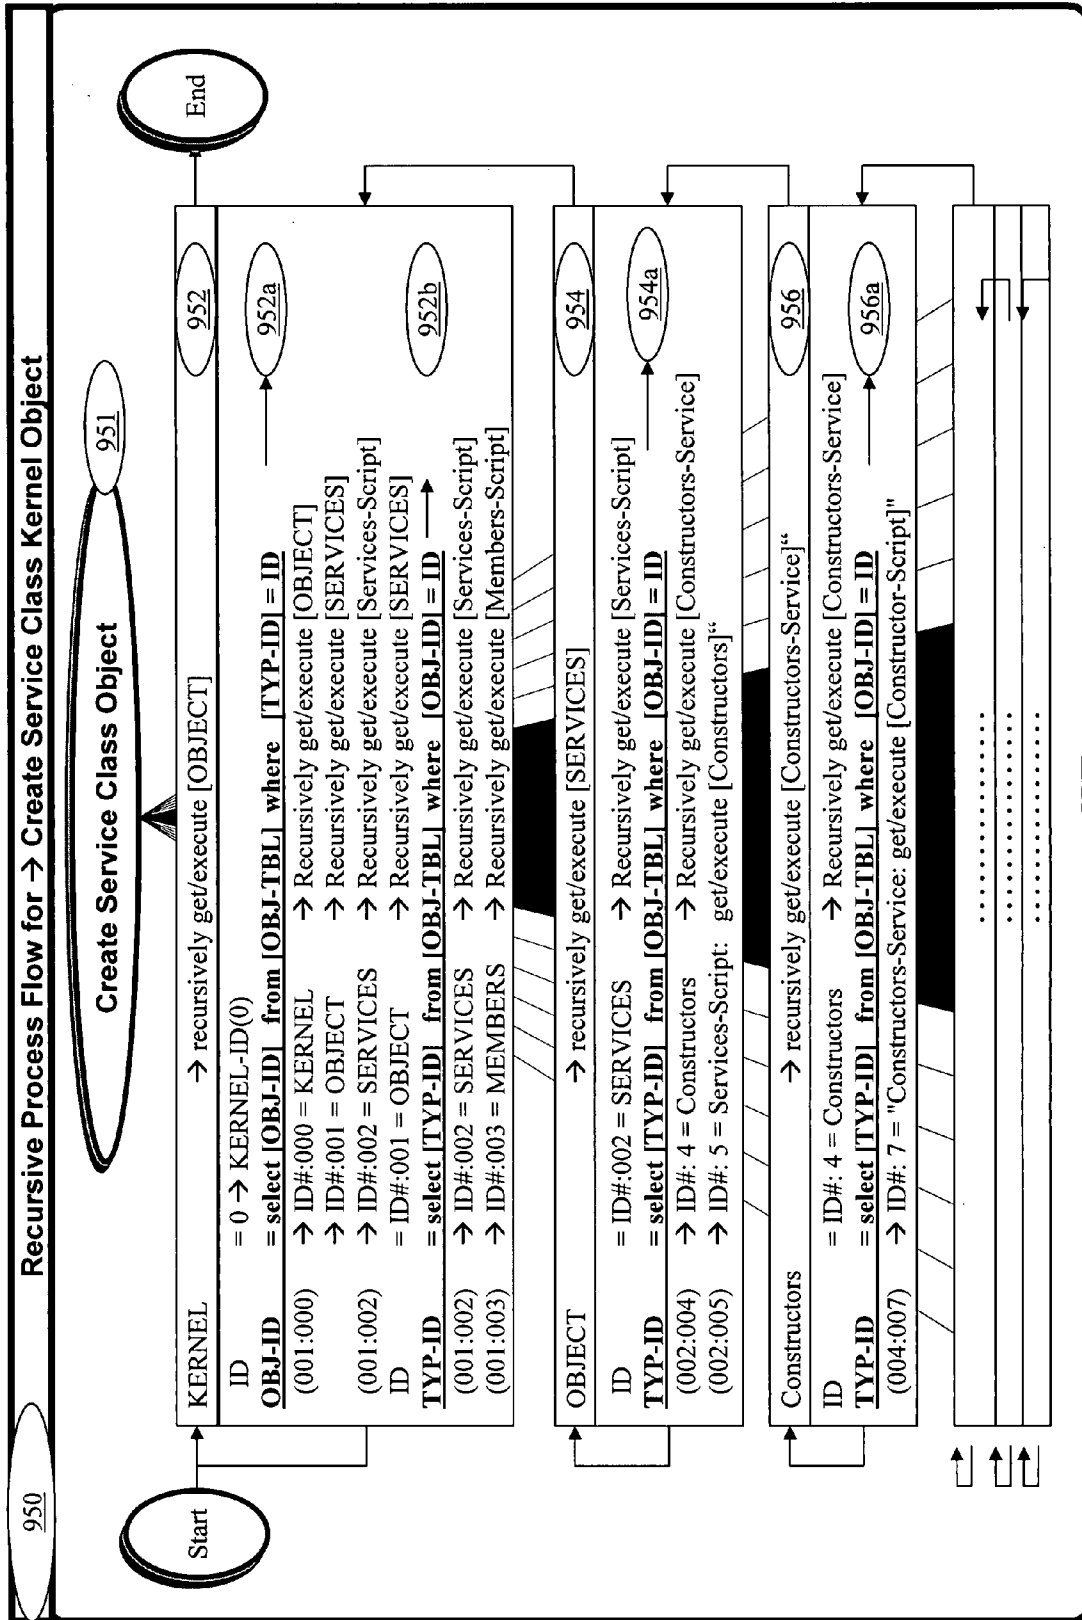 950 Recursive Process Flow for → Create Service Class Kernel Object
Create Service Class Object 951
Start
End
KERNEL → recursively get/execute [OBJECT] 952
ID = 0 → KERNEL-ID(0)
OBJ-ID = select [OBJ-ID] from [OBJ-TBL] where [TYP-ID] = ID → 952a
(001:000) → ID#:000 = KERNEL → Recursively get/execute [OBJECT]
→ ID#:001 = OBJECT → Recursively get/execute [SERVICES]
(001:002) → ID#:002 = SERVICES → Recursively get/execute [Services-Script]
ID = ID#:001 = OBJECT → Recursively get/execute [SERVICES]
TYP-ID = select [TYP-ID] from [OBJ-TBL] where [OBJ-ID] = ID → 952b
(001:002) → ID#:002 = SERVICES → Recursively get/execute [Services-Script]
(001:003) → ID#:003 = MEMBERS → Recursively get/execute [Members-Script]
OBJECT → recursively get/execute [SERVICES] 954
ID = ID#:002 = SERVICES → Recursively get/execute [Services-Script]
TYP-ID = select [TYP-ID] from [OBJ-TBL] where [OBJ-ID] = ID → 954a
(002:004) → ID#: 4 = Constructors → Recursively get/execute [Constructors-Service]
(002:005) → ID#: 5 = Services-Script: get/execute [Constructors]“
Constructors → recursively get/execute [Constructors-Service]“ 956
ID = ID#: 4 = Constructors → Recursively get/execute [Constructors-Service]
TYP-ID = select [TYP-ID] from [OBJ-TBL] where [OBJ-ID] = ID → 956a
(004:007) → ID#: 7 = "Constructors-Service: get/execute [Constructor-Script]"
..............
..............
..............